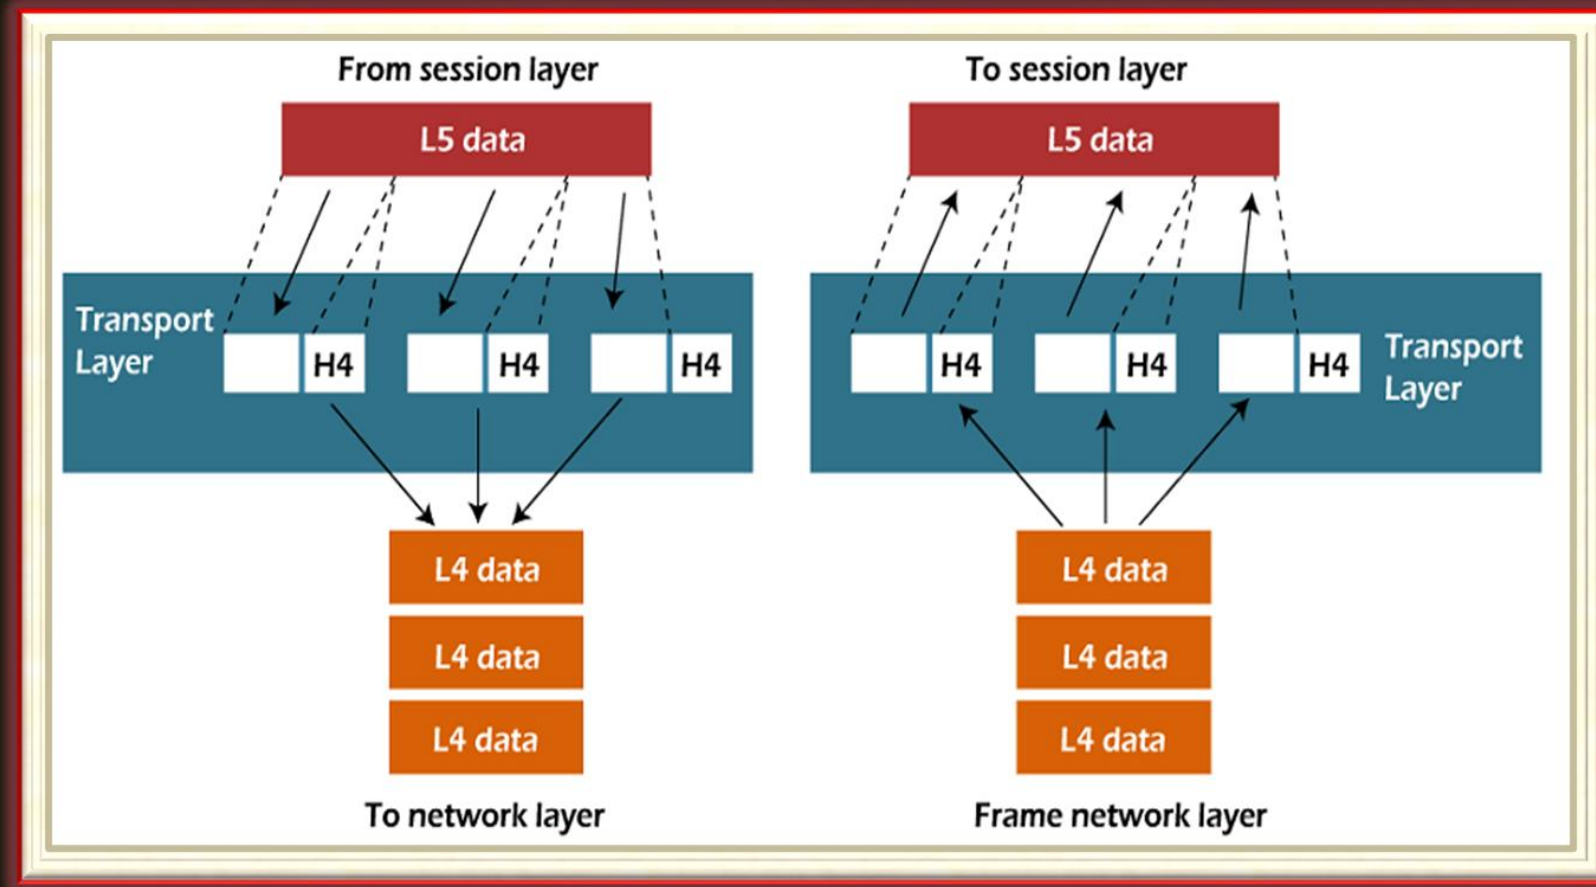 From session layer
L5 data
Transport
Layer
H4
H4
H4
L4 data
L4 data
L4 data
To network layer
To session layer
L5 data
H4
H4
H4
Transport
Layer
L4 data
L4 data
L4 data
Frame network layer